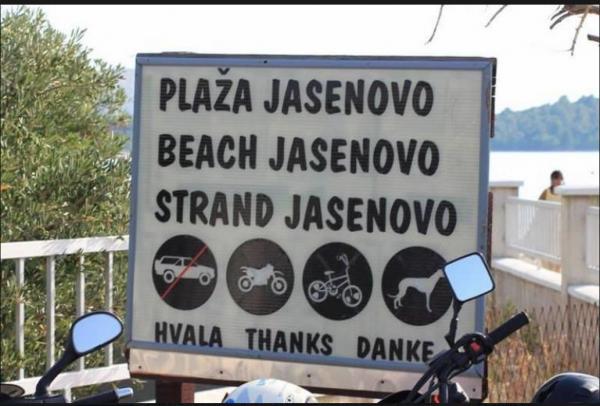 PLAŽA JASENOVO
BEACH JASENOVO
STRAND JASENOVO
HVALA THANKS DANKE